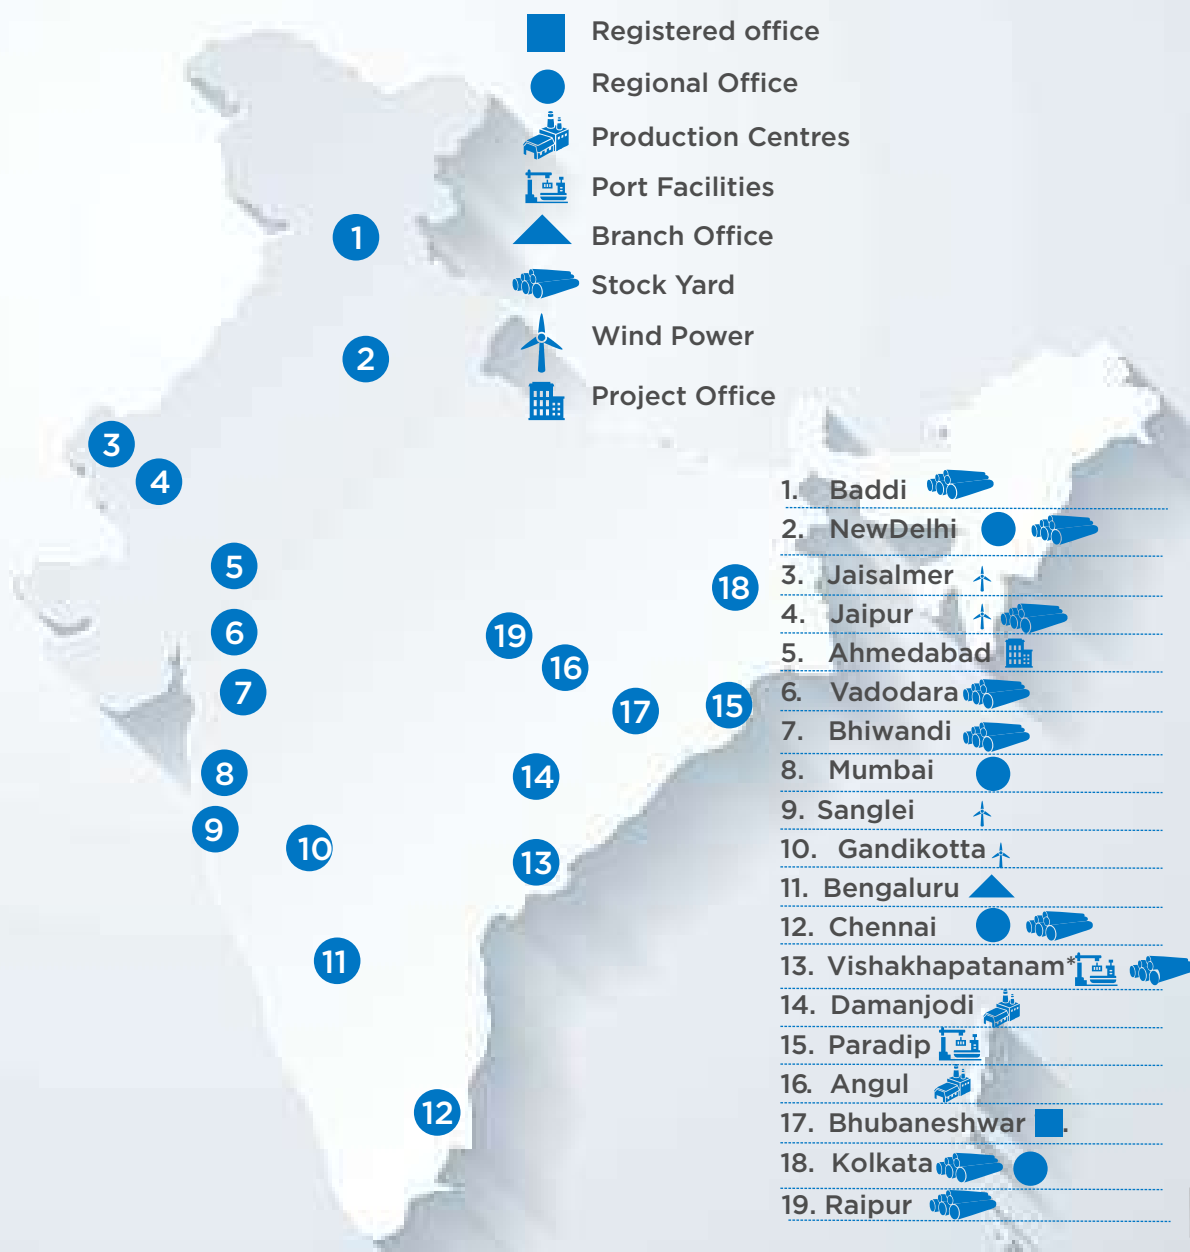 Registered office
Regional Office
Production Centres
Port Facilities
Branch Office
Stock Yard
Wind Power
Project Office
1
2
3
4
5
6
7
8
9
10
11
12
13
14
15
16
17
18
19
1. Baddi
2. NewDelhi
3. Jaisalmer
4. Jaipur
5. Ahmedabad
6. Vadodara
7. Bhiwandi
8. Mumbai
9. Sanglei
10. Gandikotta
11. Bengaluru
12. Chennai
13. Vishakhapatanam*
14. Damanjodi
15. Paradip
16. Angul
17. Bhubaneshwar .
18. Kolkata
19. Raipur